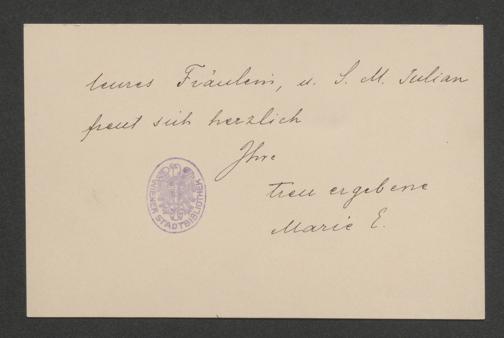 teures Fräulein, u. S. M. Julian
freut sich herzlich
Ihre
treu ergebene
Marie E.
WIENER STADTBIBLIOTHEK